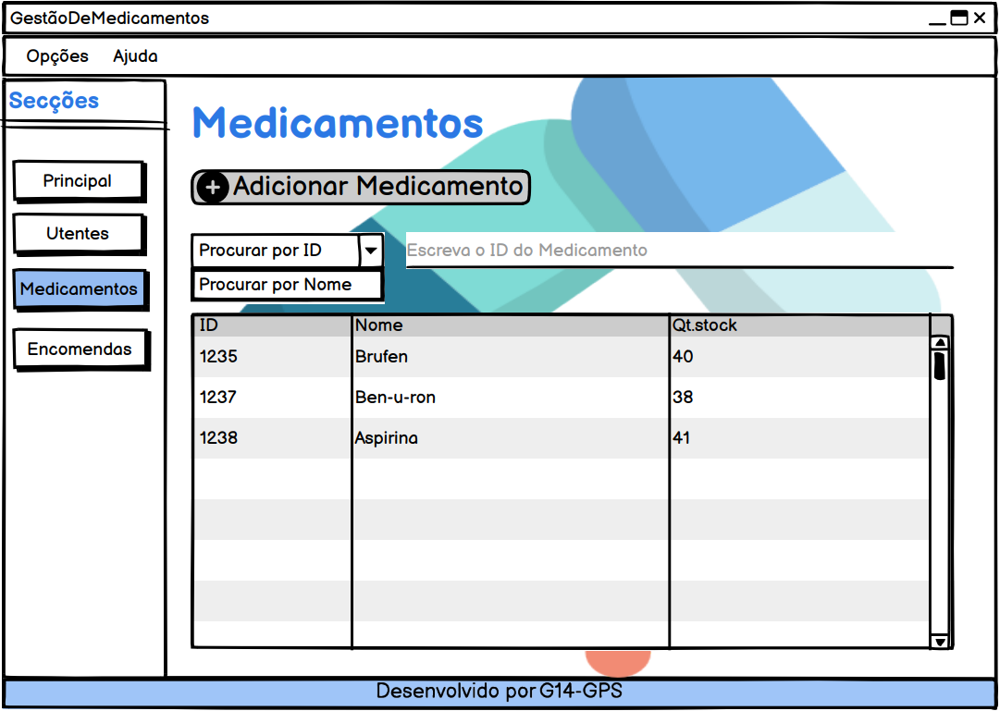 GestãoDeMedicamentos
Opções Ajuda
Secções
Principal
Utentes
Medicamentos
Encomendas
Medicamentos
Adicionar Medicamento
Procurar por ID Escreva o ID do Medicamento
Procurar por Nome
ID Nome Qt.stock
1235 Brufen 40
1237 Ben-u-ron 38
1238 Aspirina 41
Desenvolvido por G14-GPS